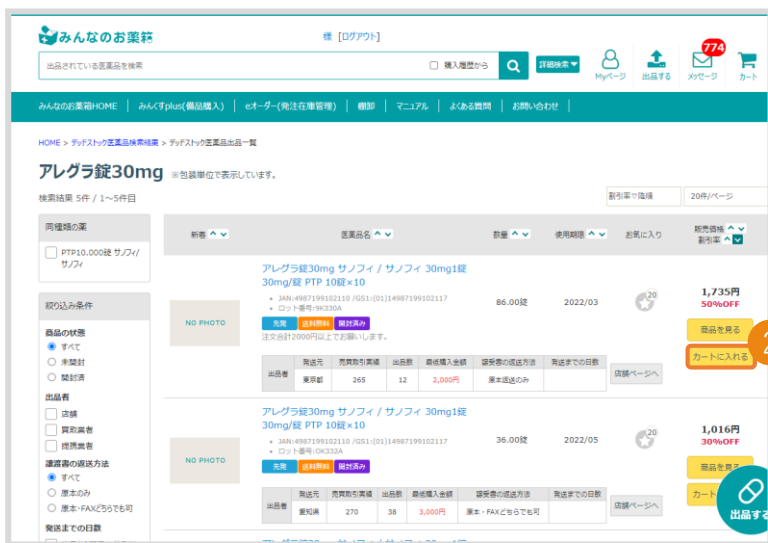 みんなのお薬箱
様 [ログアウト]
出品されている医薬品を検索
購入履歴から
詳細検索▼
Myページ
出品する
774
メッセージ
カート
みんなのお薬箱HOME | みんくすplus(備品購入) | eオーダー(発注在庫管理) | 棚卸 | マニュアル | よくある質問 | お問い合わせ |
HOME > デッドストック医薬品検索結果 > デッドストック医薬品出品一覧
アレグラ錠30mg ※包装単位で表示しています。
検索結果 5件 / 1～5件目
割引率で降順
20件/ページ
同種類の薬
PTP10.000錠 サノフィ/
サノフィ
絞り込み条件
商品の状態
すべて
未開封
開封済
出品者
店舗
買取業者
提携業者
譲渡書の返送方法
すべて
原本のみ
原本・FAXどちらでも可
発送までの日数
新着
医薬品名
数量
使用期限
お気に入り
販売価格
割引率
NO PHOTO
アレグラ錠30mg サノフィ / サノフィ 30mg1錠
30mg/錠 PTP 10錠×10
JAN:4987199102110 /GS1:(01)14987199102117
ロット番号:9K330A
先発 送料無料 開封済み
注文合計2000円以上でお願いします。
86.00錠
2022/03
20
1,735円
50%OFF
商品を見る
カートに入れる
2
出品者
発送元 売買取引実績 出品数 最低購入金額 譲受書の返送方法 発送までの日数
東京都 265 12 2,000円 原本返送のみ
店舗ページへ
NO PHOTO
アレグラ錠30mg サノフィ / サノフィ 30mg1錠
30mg/錠 PTP 10錠×10
JAN:4987199102110 /GS1:(01)14987199102117
ロット番号:OK332A
先発 送料無料 開封済み
36.00錠
2022/05
20
1,016円
30%OFF
商品を見る
カート
出品者
発送元 売買取引実績 出品数 最低購入金額 譲受書の返送方法 発送までの日数
愛知県 270 38 3,000円 原本・FAXどちらでも可
店舗ページへ
出品する